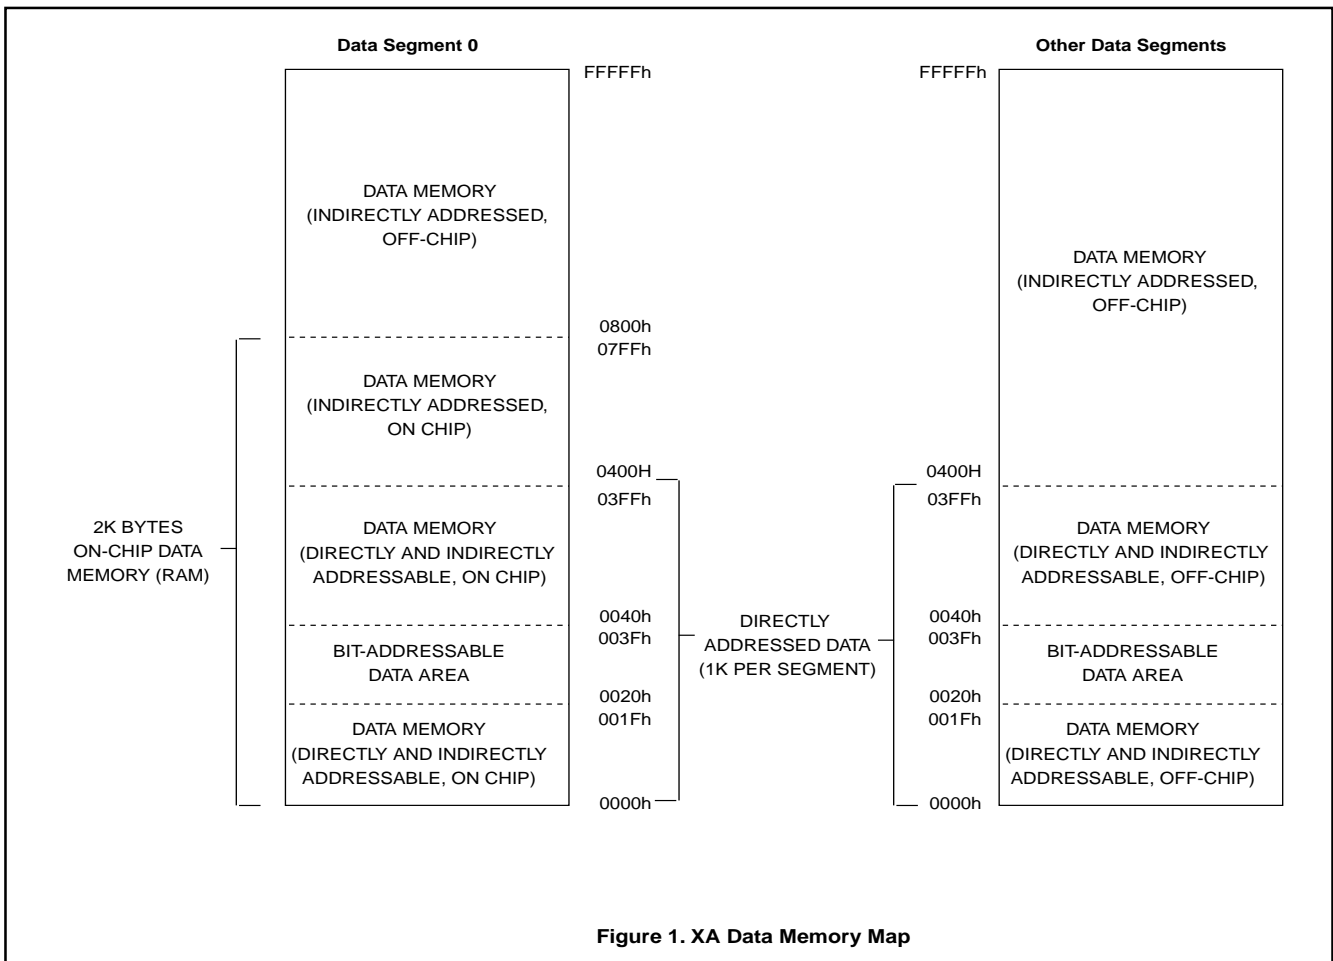 Data Segment 0
FFFFFh
DATA MEMORY
(INDIRECTLY ADDRESSED,
OFF-CHIP)
0800h
07FFh
DATA MEMORY
(INDIRECTLY ADDRESSED,
ON CHIP)
0400H
03FFh
2K BYTES
ON-CHIP DATA
MEMORY (RAM)
DATA MEMORY
(DIRECTLY AND INDIRECTLY
ADDRESSABLE, ON CHIP)
0040h
003Fh
BIT-ADDRESSABLE
DATA AREA
0020h
001Fh
DATA MEMORY
(DIRECTLY AND INDIRECTLY
ADDRESSABLE, ON CHIP)
0000h
DIRECTLY
ADDRESSED DATA
(1K PER SEGMENT)
Other Data Segments
FFFFFh
DATA MEMORY
(INDIRECTLY ADDRESSED,
OFF-CHIP)
0400H
03FFh
DATA MEMORY
(DIRECTLY AND INDIRECTLY
ADDRESSABLE, OFF-CHIP)
0040h
003Fh
BIT-ADDRESSABLE
DATA AREA
0020h
001Fh
DATA MEMORY
(DIRECTLY AND INDIRECTLY
ADDRESSABLE, OFF-CHIP)
0000h
Figure 1. XA Data Memory Map